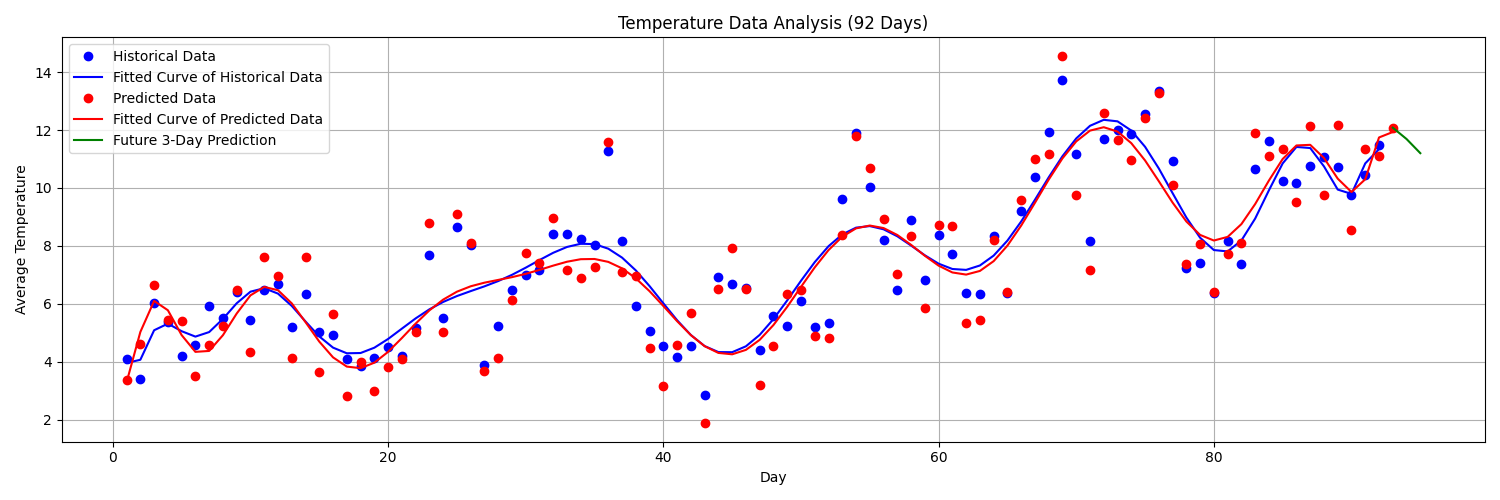 Temperature Data Analysis (92 Days)
Historical Data
Fitted Curve of Historical Data
Predicted Data
Fitted Curve of Predicted Data
Future 3-Day Prediction
Average Temperature
14
12
10
8
6
4
2
0
20
40
60
80
Day